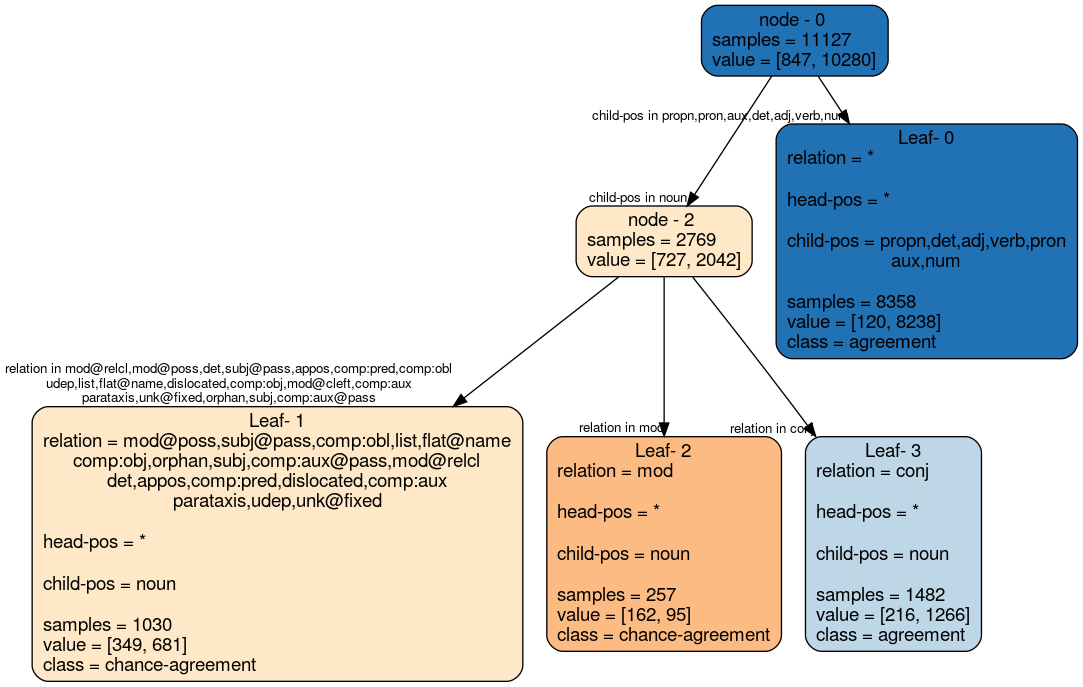 node - 0
samples = 11127
value = [847, 10280]
child-pos in propn,pron,aux,det,adj,verb,num
Leaf- 0
relation = *
head-pos = *
child-pos = propn,det,adj,verb,pron
aux,num
samples = 8358
value = [120, 8238]
class = agreement
child-pos in noun
node - 2
samples = 2769
value = [727, 2042]
relation in mod@relcl,mod@poss,det,subj@pass,appos,comp:pred,comp:obl
udep,list,flat@name,dislocated,comp:obj,mod@cleft,comp:aux
parataxis,unk@fixed,orphan,subj,comp:aux@pass
Leaf- 1
relation = mod@poss,subj@pass,comp:obl,list,flat@name
comp:obj,orphan,subj,comp:aux@pass,mod@relcl
det,appos,comp:pred,dislocated,comp:aux
parataxis,udep,unk@fixed
head-pos = *
child-pos = noun
samples = 1030
value = [349, 681]
class = chance-agreement
relation in mod
Leaf- 2
relation = mod
head-pos = *
child-pos = noun
samples = 257
value = [162, 95]
class = chance-agreement
relation in conj
Leaf- 3
relation = conj
head-pos = *
child-pos = noun
samples = 1482
value = [216, 1266]
class = agreement